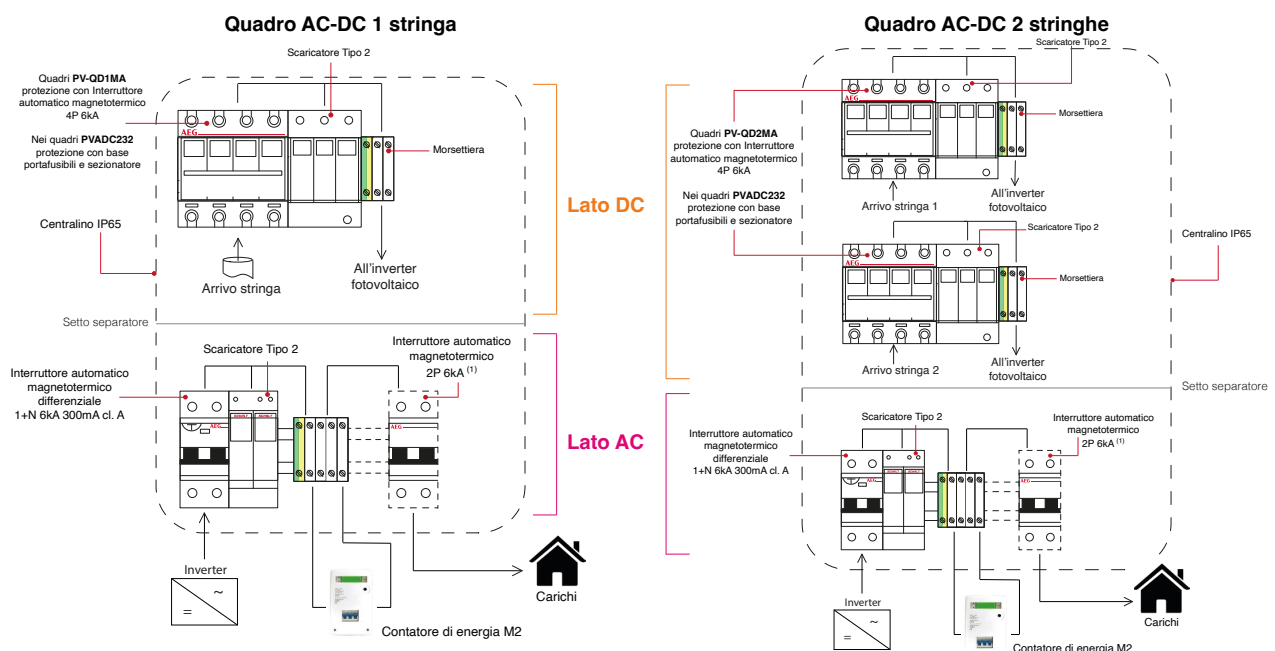 Quadro AC-DC 1 stringa
Scaricatore Tipo 2
Quadri PV-QD1MA
protezione con Interruttore
automatico magnetotermico
4P 6kA
Nei quadri PVADC232
protezione con base
portafusibili e sezionatore
AEG
Morsettiera
Centralino IP65
Arrivo stringa
All'inverter
fotovoltaico
Setto separatore
Lato DC
Scaricatore Tipo 2
Interruttore automatico
magnetotermico
2P 6kA (1)
Interruttore automatico
magnetotermico
differenziale
1+N 6kA 300mA cl. A
AEG
AEG
Lato AC
Inverter
~
=
Carichi
Contatore di energia M2
Quadro AC-DC 2 stringhe
Scaricatore Tipo 2
Quadri PV-QD2MA
protezione con Interruttore
automatico magnetotermico
4P 6kA
Nei quadri PVADC232
protezione con base
portafusibili e sezionatore
AEG
Morsettiera
Arrivo stringa 1
All'inverter
fotovoltaico
Scaricatore Tipo 2
Centralino IP65
AEG
Morsettiera
Arrivo stringa 2
All'inverter
fotovoltaico
Setto separatore
Scaricatore Tipo 2
Interruttore automatico
magnetotermico
2P 6kA (1)
Interruttore automatico
magnetotermico
differenziale
1+N 6kA 300mA cl. A
AEG
AEG
Inverter
~
=
Carichi
Contatore di energia M2